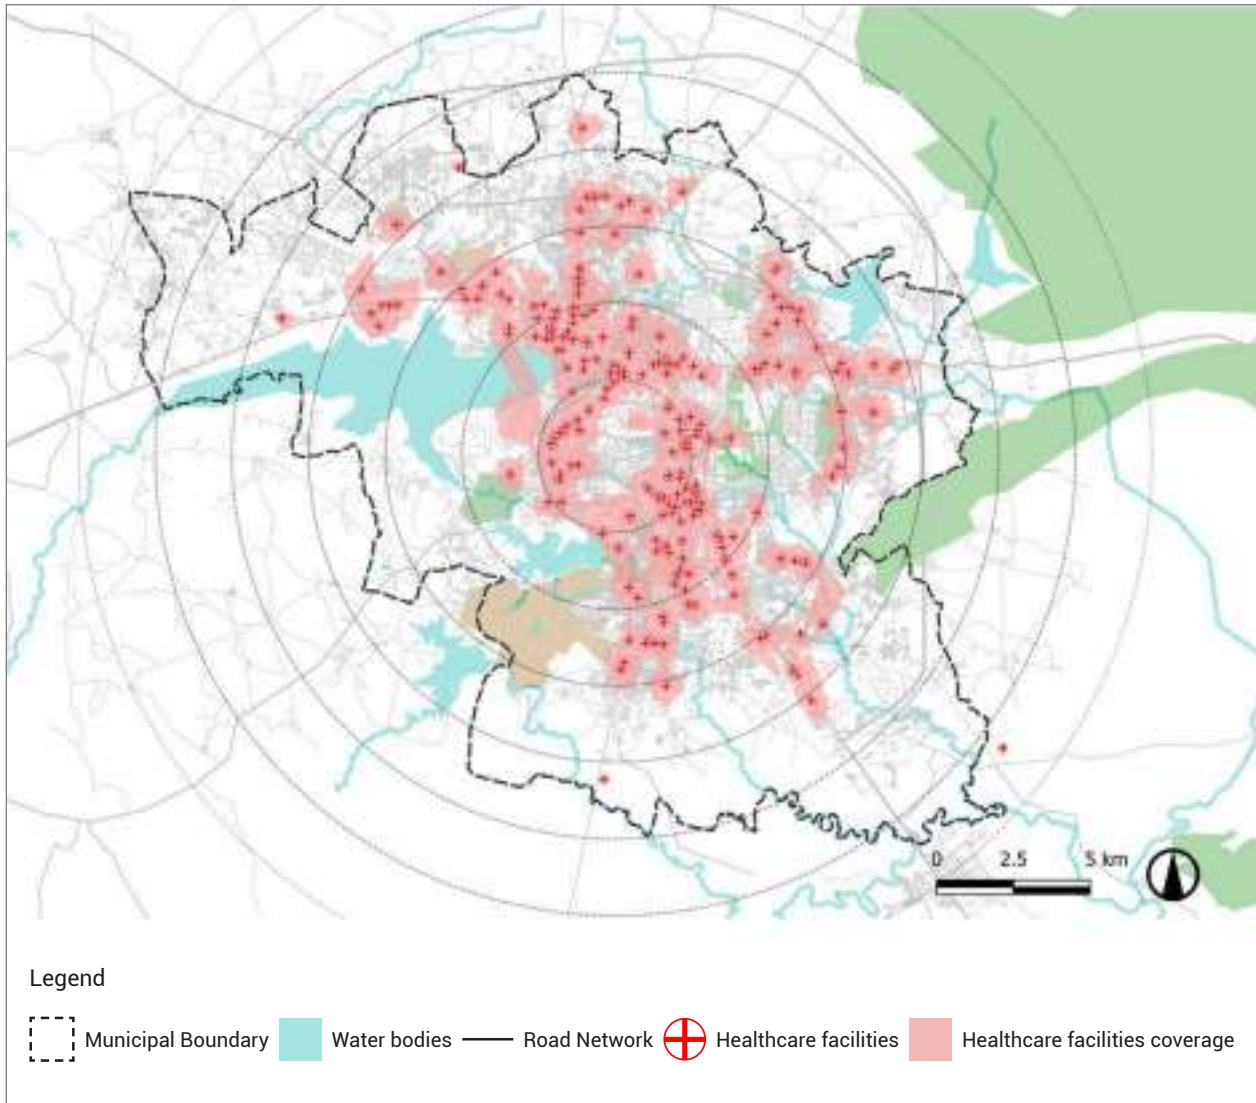 0 2.5 5 km
Legend
Municipal Boundary Water bodies Road Network Healthcare facilities Healthcare facilities coverage